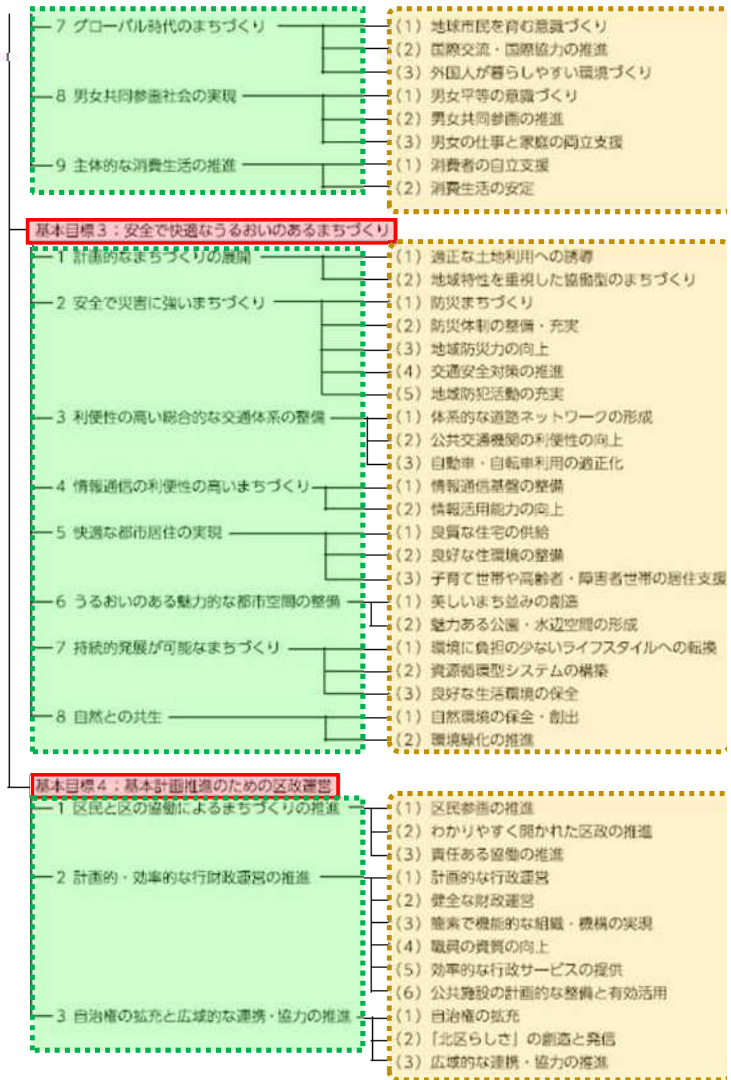 7 グローバル時代のまちづくり
(1) 地球市民を育む意識づくり
(2) 国際交流・国際協力の推進
(3) 外国人が暮らしやすい環境づくり
8 男女共同参画社会の実現
(1) 男女平等の意識づくり
(2) 男女共同参画の推進
(3) 男女の仕事と家庭の両立支援
9 主体的な消費生活の推進
(1) 消費者の自立支援
(2) 消費生活の安定
基本目標3:安全で快適なうるおいのあるまちづくり
1 計画的なまちづくりの展開
(1) 適正な土地利用への誘導
(2) 地域特性を重視した協働型のまちづくり
2 安全で災害に強いまちづくり
(1) 防災まちづくり
(2) 防災体制の整備・充実
(3) 地域防災力の向上
(4) 交通安全対策の推進
(5) 地域防犯活動の充実
3 利便性の高い総合的な交通体系の整備
(1) 体系的な道路ネットワークの形成
(2) 公共交通機関の利便性の向上
(3) 自動車・自転車利用の適正化
4 情報通信の利便性の高いまちづくり
(1) 情報通信基盤の整備
(2) 情報活用能力の向上
5 快適な都市居住の実現
(1) 良質な住宅の供給
(2) 良好な住環境の整備
(3) 子育て世帯や高齢者・障害者世帯の居住支援
6 うるおいのある魅力的な都市空間の整備
(1) 美しいまち並みの創造
(2) 魅力ある公園・水辺空間の形成
7 持続的発展が可能なまちづくり
(1) 環境に負担の少ないライフスタイルへの転換
(2) 資源循環型システムの構築
(3) 良好な生活環境の保全
8 自然との共生
(1) 自然環境の保全・創出
(2) 環境緑化の推進
基本目標4:基本計画推進のための区政運営
1 区民と区の協働によるまちづくりの推進
(1) 区民参画の推進
(2) わかりやすく開かれた区政の推進
(3) 責任ある協働の推進
2 計画的・効率的な行財政運営の推進
(1) 計画的な行政運営
(2) 健全な財政運営
(3) 簡素で機能的な組織・機構の実現
(4) 職員の資質の向上
(5) 効率的な行政サービスの提供
(6) 公共施設の計画的な整備と有効活用
3 自治権の拡充と広域的な連携・協力の推進
(1) 自治権の拡充
(2)「北区らしさ」の創造と発信
(3) 広域的な連携・協力の推進